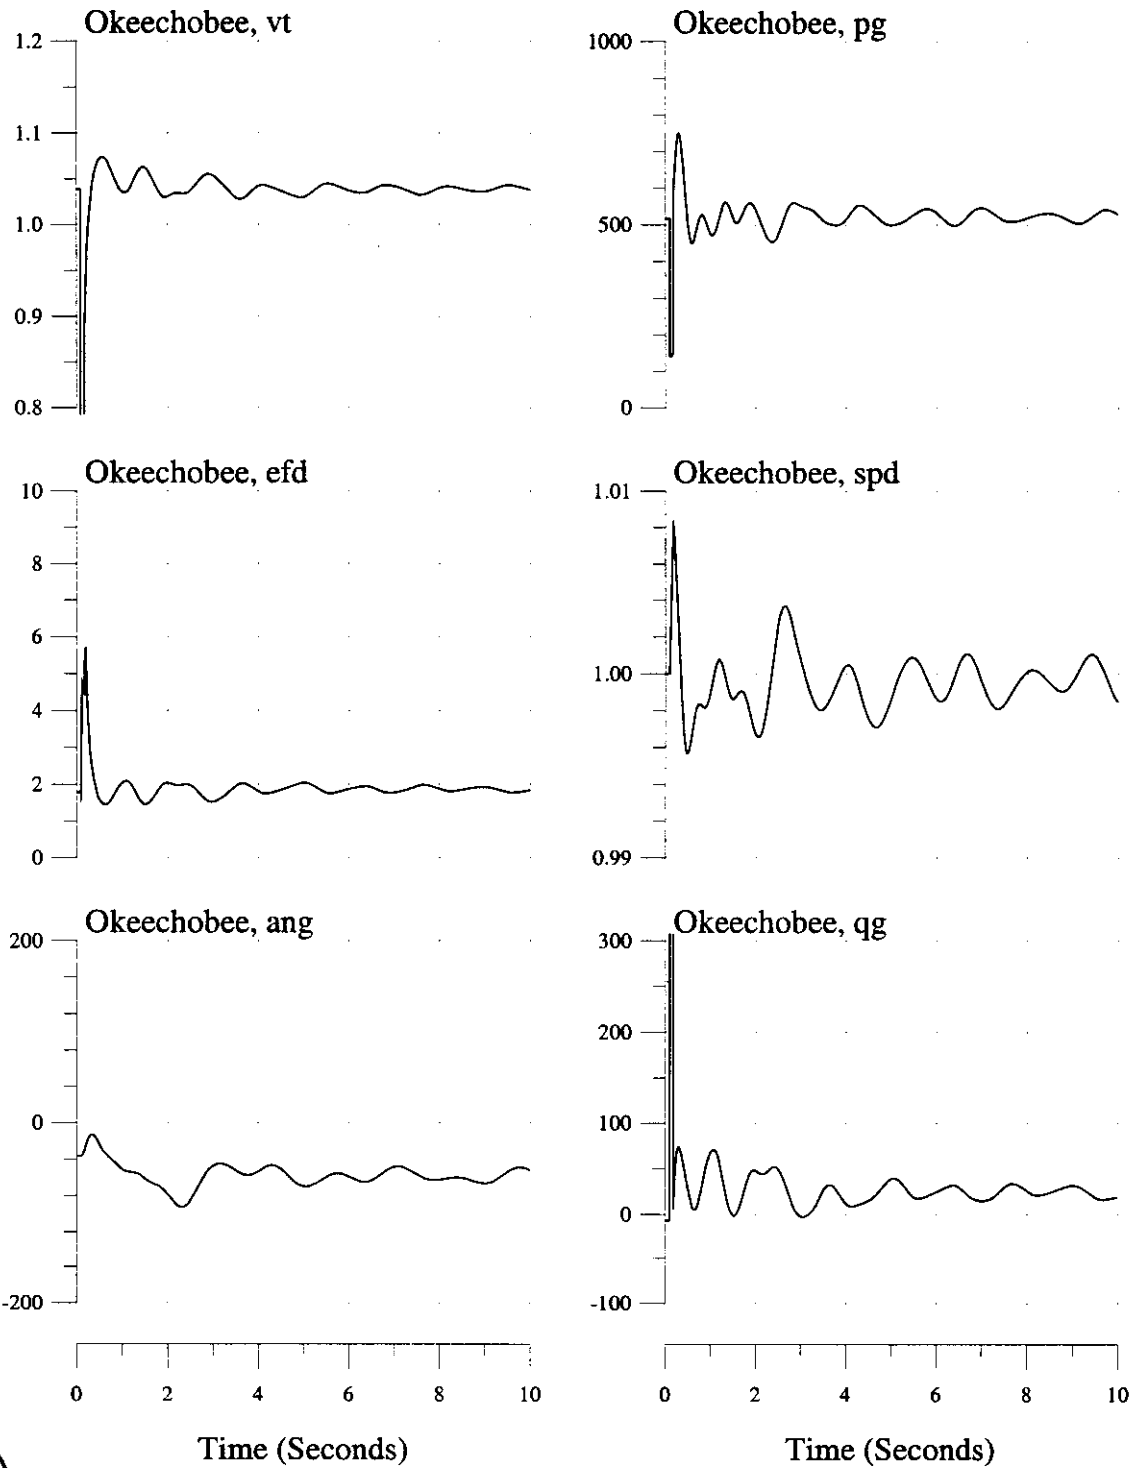 Okeechobee, vt
1.2
1.1
1.0
0.9
0.8
Okeechobee, pg
1000
500
0
Okeechobee, efd
10
8
6
4
2
0
Okeechobee, spd
1.01
1.00
0.99
Okeechobee, ang
200
0
-200
0 2 4 6 8 10
Time (Seconds)
Okeechobee, qg
300
200
100
0
-100
0 2 4 6 8 10
Time (Seconds)